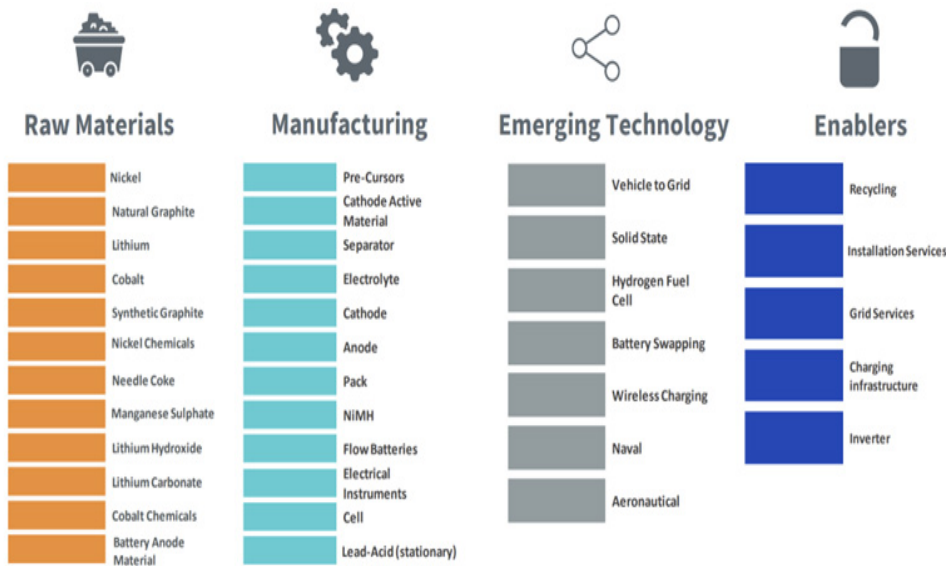 Raw Materials
Nickel
Natural Graphite
Lithium
Cobalt
Synthetic Graphite
Nickel Chemicals
Needle Coke
Manganese Sulphate
Lithium Hydroxide
Lithium Carbonate
Cobalt Chemicals
Battery Anode
Material
Manufacturing
Pre-Cursors
Cathode Active
Material
Separator
Electrolyte
Cathode
Anode
Pack
NiMH
Flow Batteries
Electrical
Instruments
Cell
Lead-Acid (stationary)
Emerging Technology
Vehicle to Grid
Solid State
Hydrogen Fuel
Cell
Battery Swapping
Wireless Charging
Naval
Aeronautical
Enablers
Recycling
Installation Services
Grid Services
Charging
infrastructure
Inverter